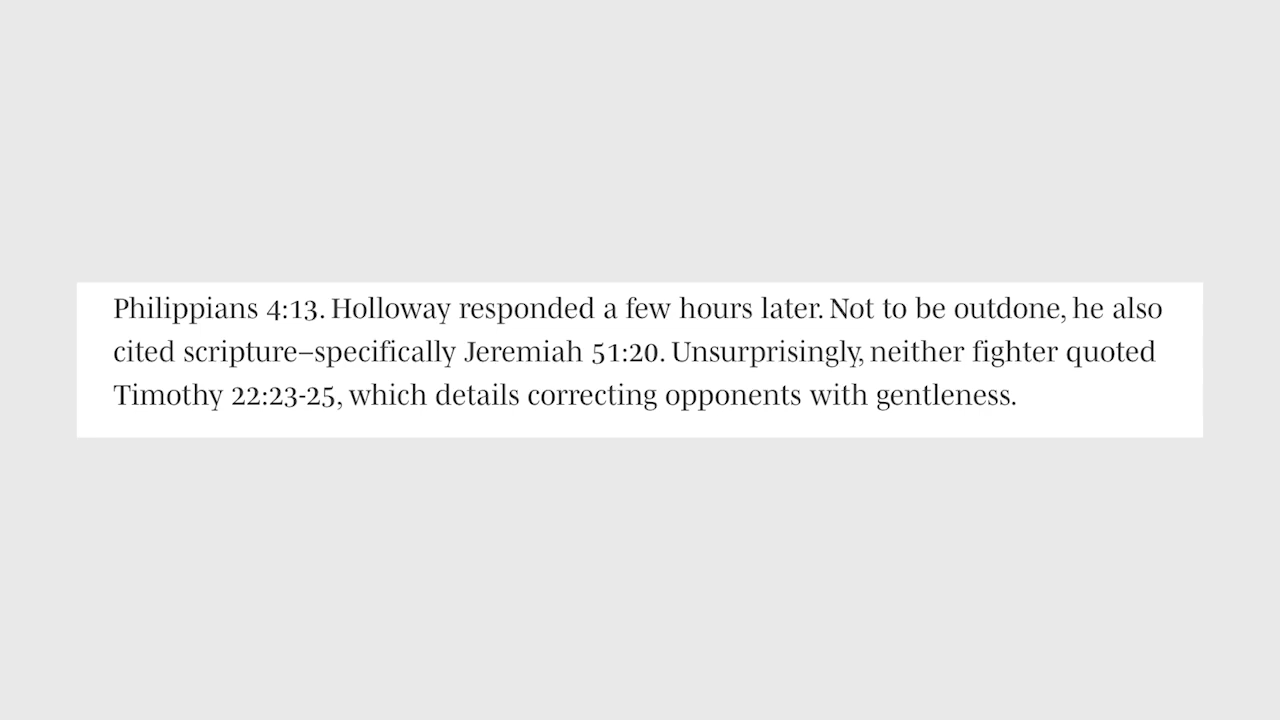 Philippians 4:13. Holloway responded a few hours later. Not to be outdone, he also
cited scripture–specifically Jeremiah 51:20. Unsurprisingly, neither fighter quoted
Timothy 22:23-25, which details correcting opponents with gentleness.